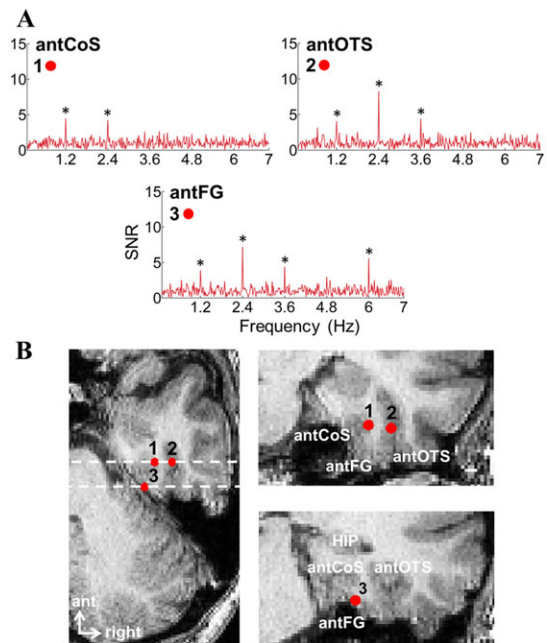 A
antCoS
1
15
10
5
0
* *
1.2 2.4 3.6 4.8 6 7
antOTS
2
15
10
5
0
* * *
1.2 2.4 3.6 4.8 6 7
antFG
3
SNR
15
10
5
0
* * * *
1.2 2.4 3.6 4.8 6 7
Frequency (Hz)
B
1 2
3
ant.
right
1 2
antCoS
antOTS
antFG
HIP
antCoS antOTS
3
antFG